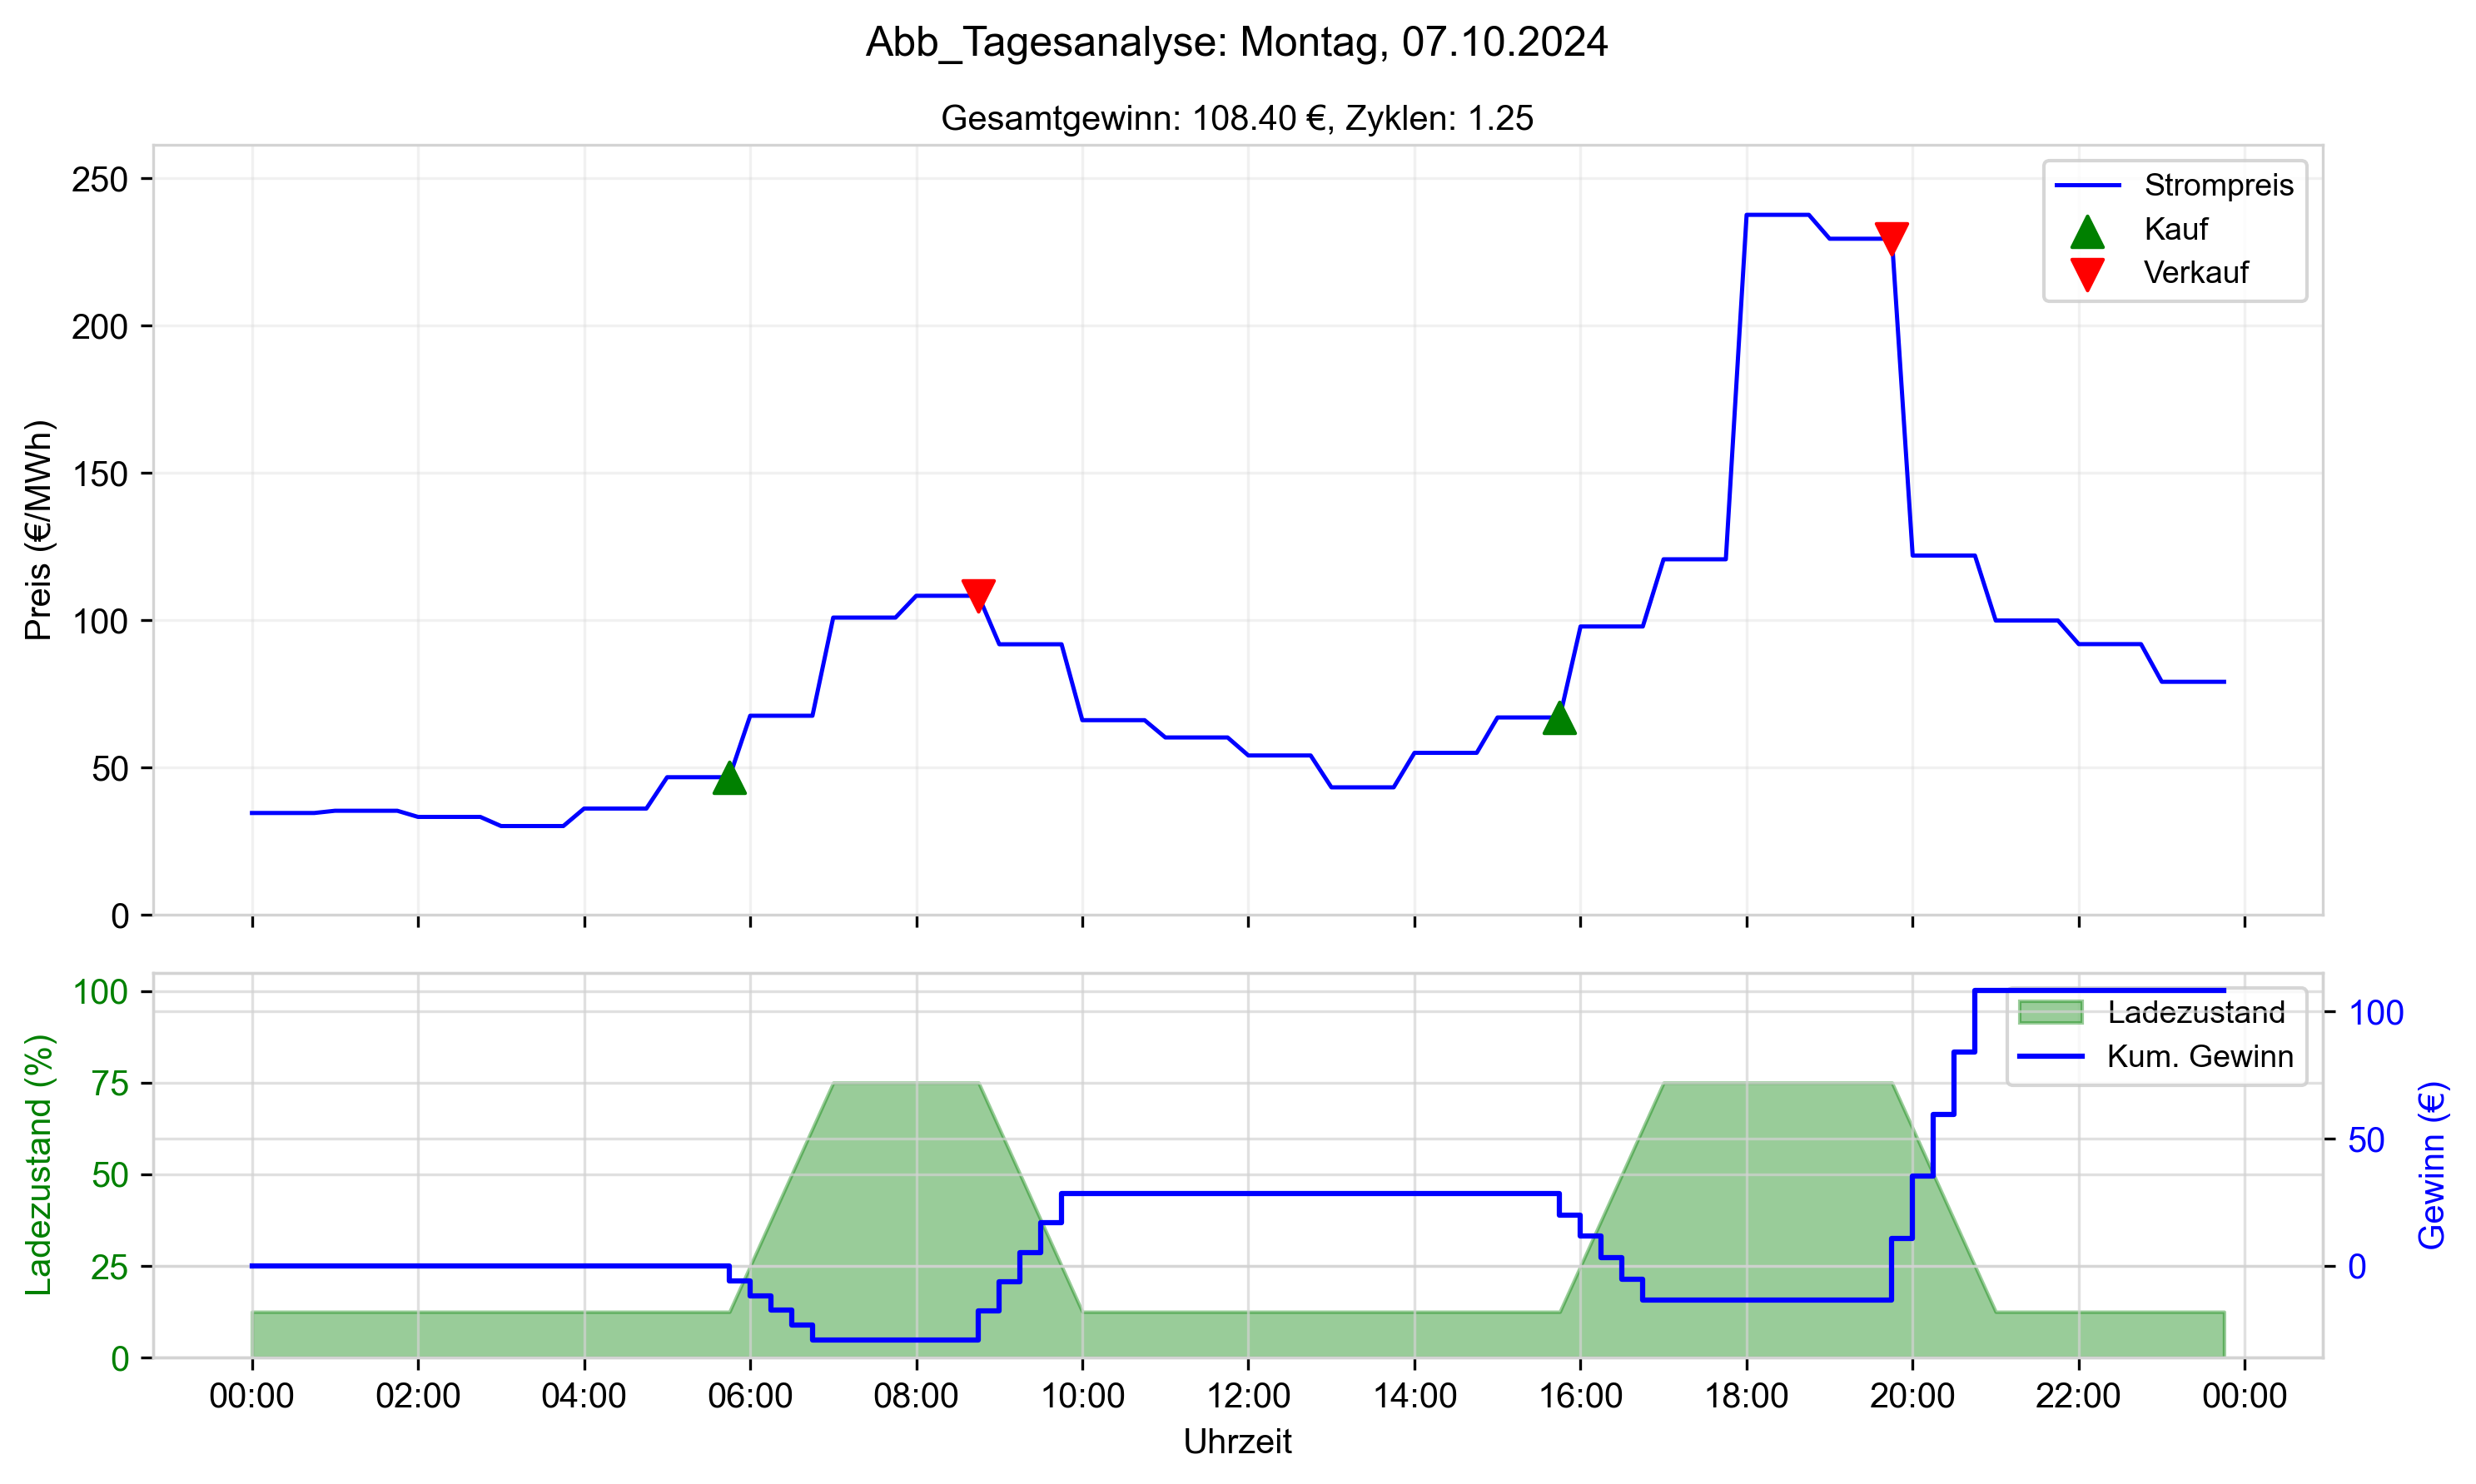 Abb_Tagesanalyse: Montag, 07.10.2024
Gesamtgewinn: 108.40 €, Zyklen: 1.25
Preis (€/MWh)
250
200
150
100
50
0
Strompreis
Kauf
Verkauf
Ladezustand (%)
100
75
50
25
0
Ladezustand
Kum. Gewinn
100
50
0
Gewinn (€)
00:00 02:00 04:00 06:00 08:00 10:00 12:00 14:00 16:00 18:00 20:00 22:00 00:00
Uhrzeit